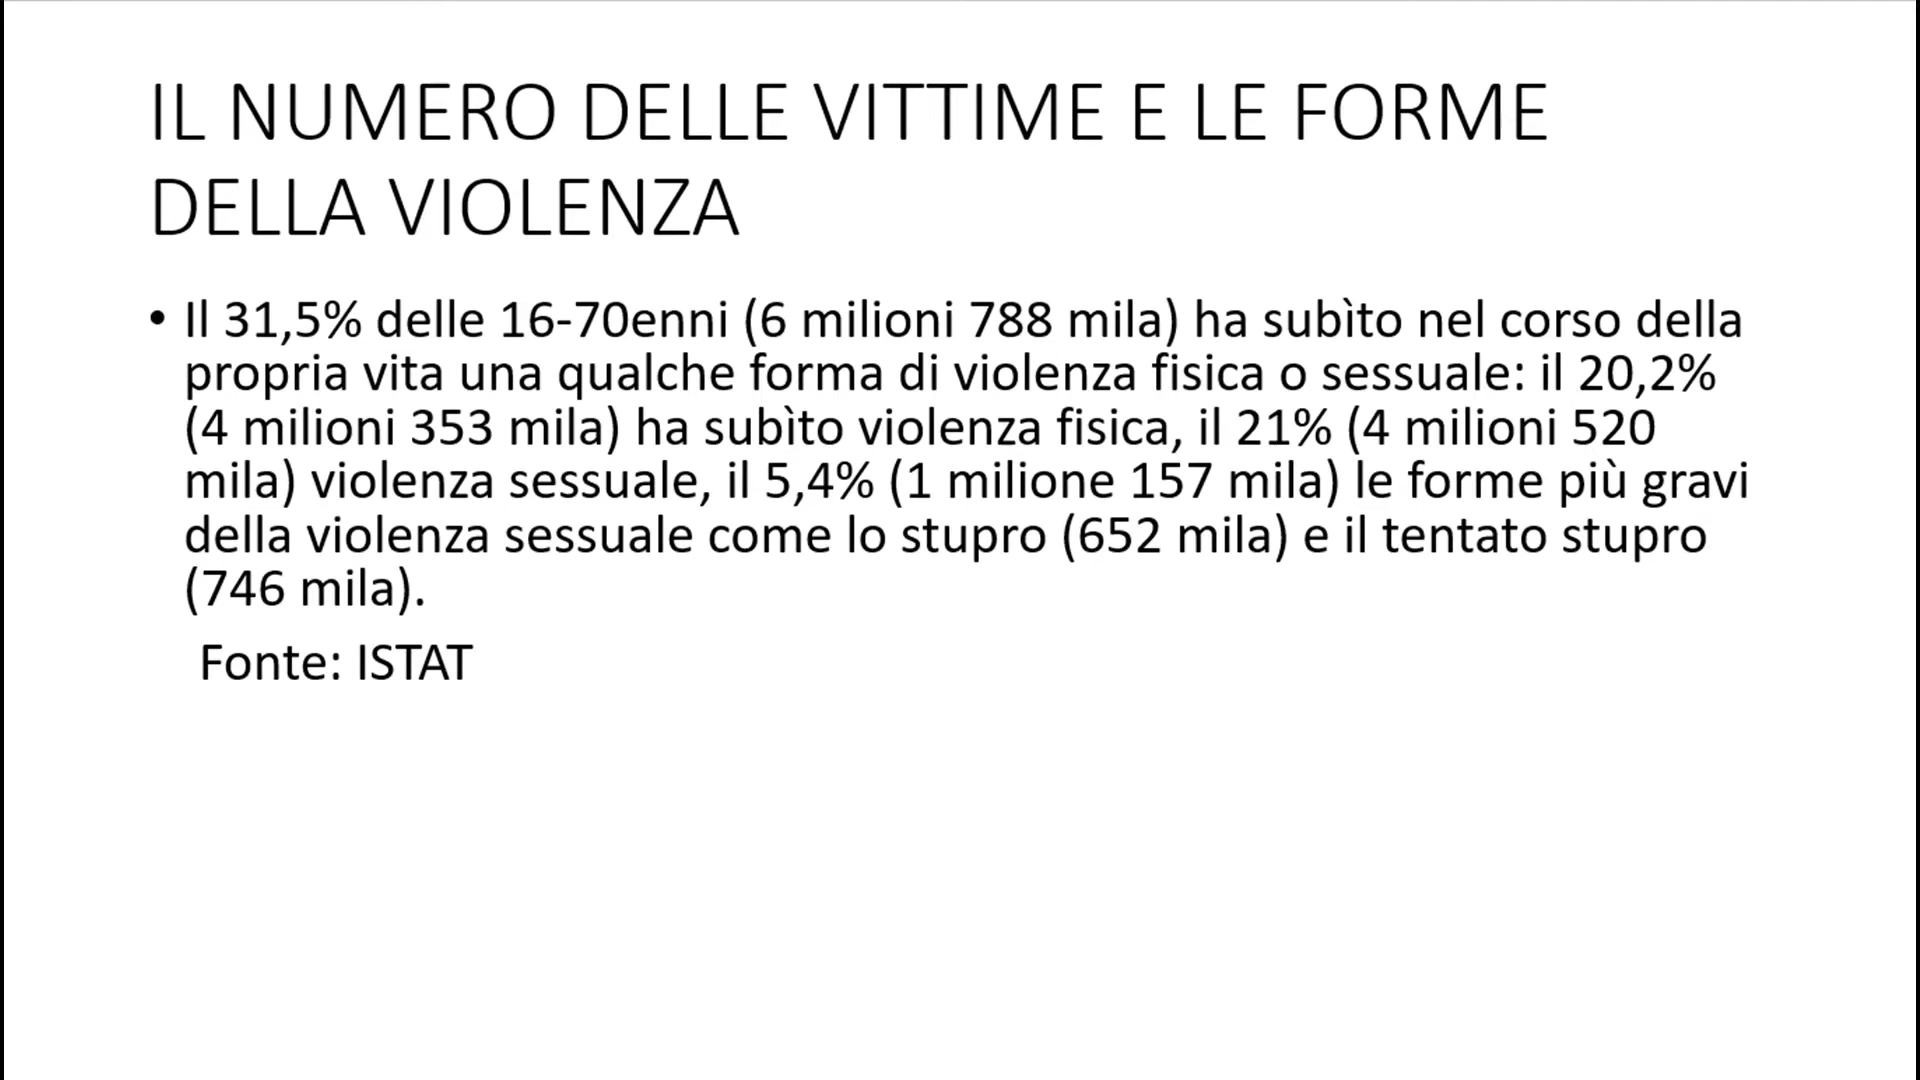 IL NUMERO DELLE VITTIME E LE FORME
DELLA VIOLENZA
• Il 31,5% delle 16-70enni (6 milioni 788 mila) ha subìto nel corso della
propria vita una qualche forma di violenza fisica o sessuale: il 20,2%
(4 milioni 353 mila) ha subìto violenza fisica, il 21% (4 milioni 520
mila) violenza sessuale, il 5,4% (1 milione 157 mila) le forme più gravi
della violenza sessuale come lo stupro (652 mila) e il tentato stupro
(746 mila).
Fonte: ISTAT